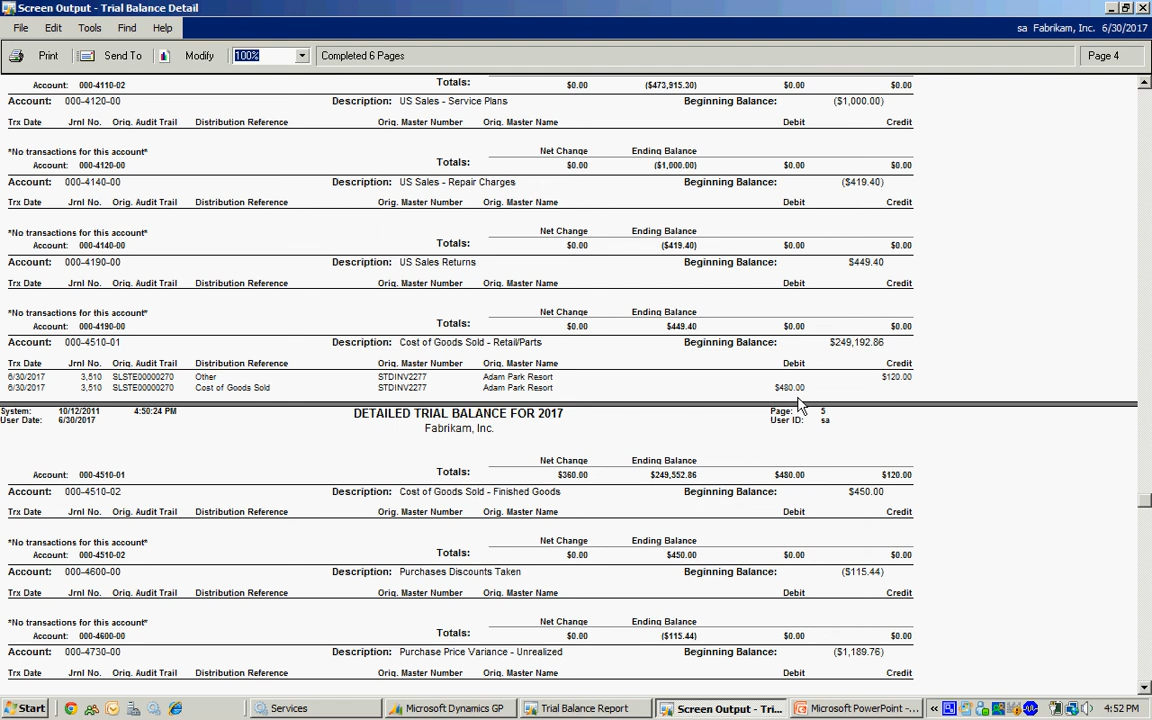 Screen Output - Trial Balance Detail
File Edit Tools Find Help sa Fabrikam, Inc. 6/30/2017
Print Send To Modify 100% Completed 6 Pages Page 4
Account: 000-4110-02 Totals: $0.00 ($473,915.30) $0.00 $0.00
Account: 000-4120-00 Description: US Sales - Service Plans Beginning Balance: ($1,000.00)
Trx Date Jrnl No. Orig. Audit Trail Distribution Reference Orig. Master Number Orig. Master Name Debit Credit
*No transactions for this account* Net Change Ending Balance
Account: 000-4120-00 Totals: $0.00 ($1,000.00) $0.00 $0.00
Account: 000-4140-00 Description: US Sales - Repair Charges Beginning Balance: ($419.40)
Trx Date Jrnl No. Orig. Audit Trail Distribution Reference Orig. Master Number Orig. Master Name Debit Credit
*No transactions for this account* Net Change Ending Balance
Account: 000-4140-00 Totals: $0.00 ($419.40) $0.00 $0.00
Account: 000-4190-00 Description: US Sales Returns Beginning Balance: $449.40
Trx Date Jrnl No. Orig. Audit Trail Distribution Reference Orig. Master Number Orig. Master Name Debit Credit
*No transactions for this account* Net Change Ending Balance
Account: 000-4190-00 Totals: $0.00 $449.40 $0.00 $0.00
Account: 000-4510-01 Description: Cost of Goods Sold - Retail/Parts Beginning Balance: $249,192.86
Trx Date Jrnl No. Orig. Audit Trail Distribution Reference Orig. Master Number Orig. Master Name Debit Credit
6/30/2017 3,510 SLSTE00000270 Other STDINV2277 Adam Park Resort $120.00
6/30/2017 3,510 SLSTE00000270 Cost of Goods Sold STDINV2277 Adam Park Resort $480.00
System: 10/12/2011 4:50:24 PM DETAILED TRIAL BALANCE FOR 2017 Page: 5
User Date: 6/30/2017 Fabrikam, Inc. User ID: sa
Net Change Ending Balance
Account: 000-4510-01 Totals: $360.00 $249,552.86 $480.00 $120.00
Account: 000-4510-02 Description: Cost of Goods Sold - Finished Goods Beginning Balance: $450.00
Trx Date Jrnl No. Orig. Audit Trail Distribution Reference Orig. Master Number Orig. Master Name Debit Credit
*No transactions for this account* Net Change Ending Balance
Account: 000-4510-02 Totals: $0.00 $450.00 $0.00 $0.00
Account: 000-4600-00 Description: Purchases Discounts Taken Beginning Balance: ($115.44)
Trx Date Jrnl No. Orig. Audit Trail Distribution Reference Orig. Master Number Orig. Master Name Debit Credit
*No transactions for this account* Net Change Ending Balance
Account: 000-4600-00 Totals: $0.00 ($115.44) $0.00 $0.00
Account: 000-4730-00 Description: Purchase Price Variance - Unrealized Beginning Balance: ($1,189.76)
Trx Date Jrnl No. Orig. Audit Trail Distribution Reference Orig. Master Number Orig. Master Name Debit Credit
Start Services Microsoft Dynamics GP Trial Balance Report Screen Output - Tri... Microsoft PowerPoint -... « 4:52 PM